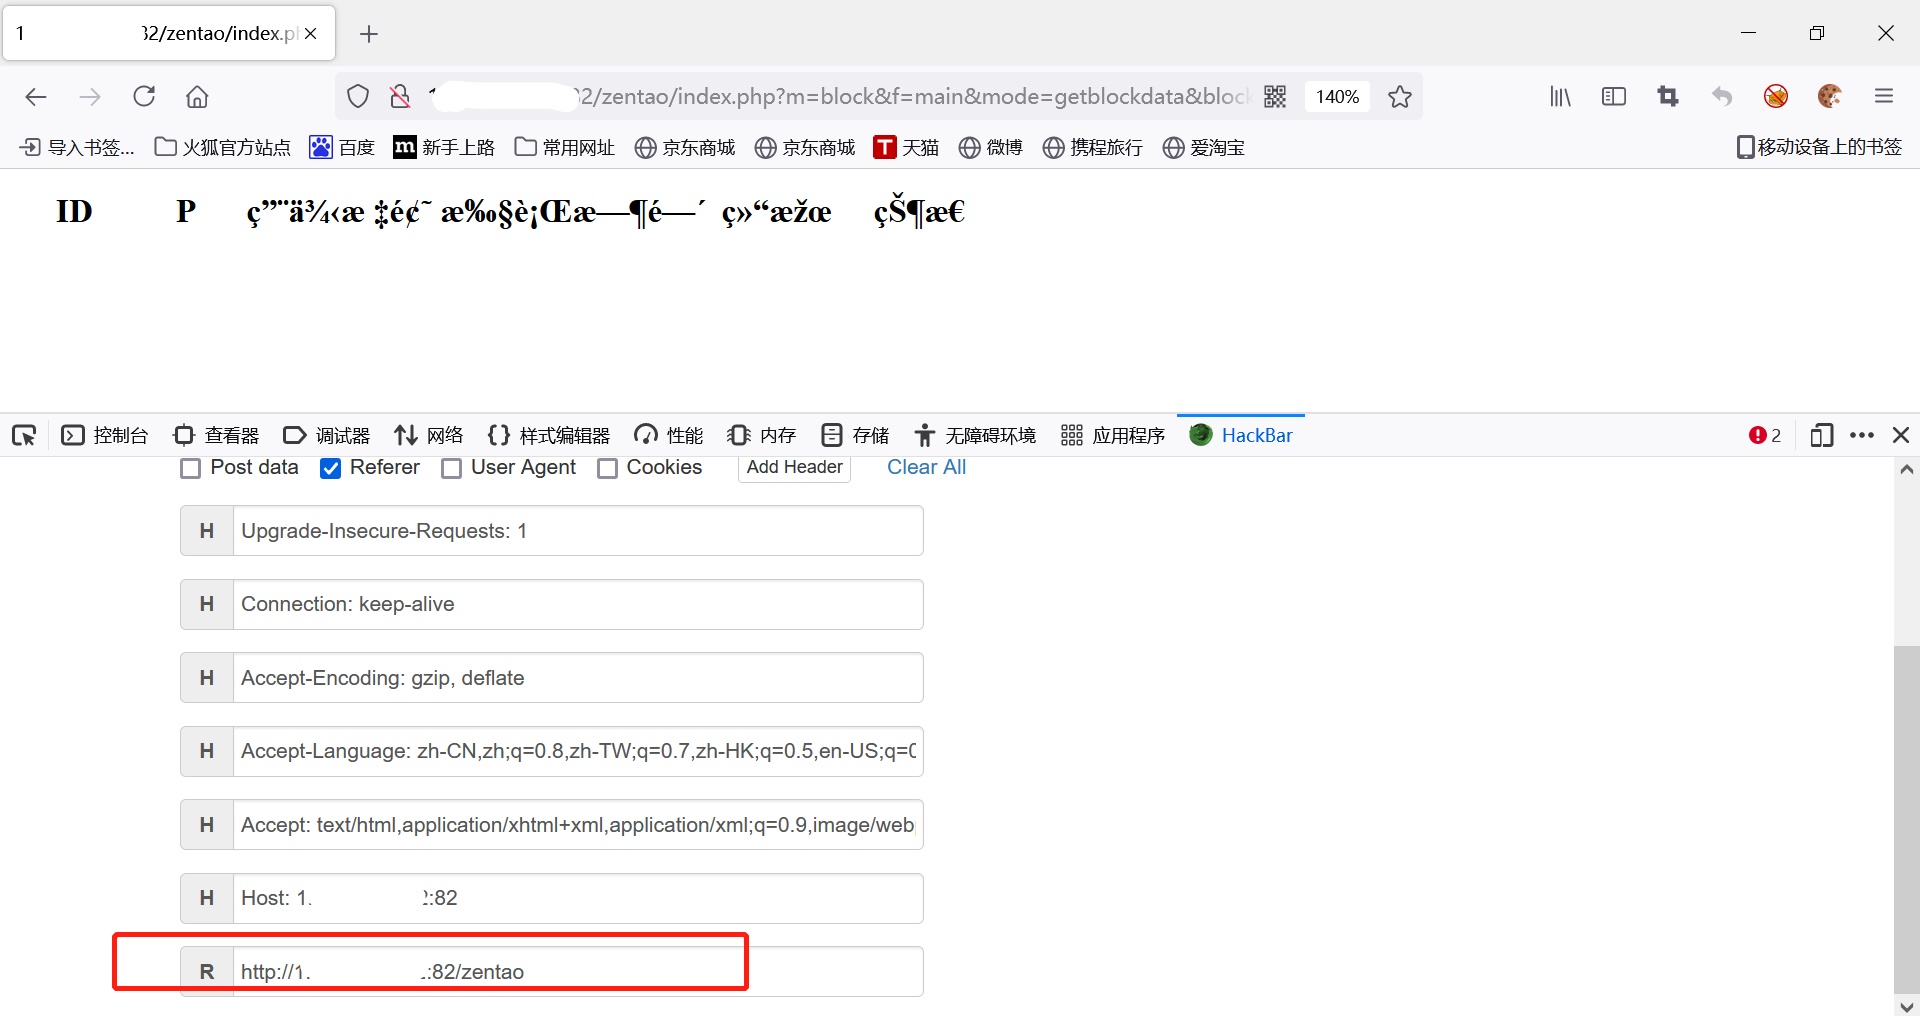 1 32/zentao/index.p
2/zentao/index.php?m=block&f=main&mode=getblockdata&block 140%
导入书签... 火狐官方站点 百度 新手上路 常用网址 京东商城 京东商城 天猫 微博 携程旅行 爱淘宝 移动设备上的书签
ID P ç”¨ä¾‹æ ‡é¢˜ æ‰§è¡Œæ—¶é—´ ç»“æžœ çŠ¶æ€
控制台 查看器 调试器 网络 样式编辑器 性能 内存 存储 无障碍环境 应用程序 HackBar 2
Post data Referer User Agent Cookies Add Header Clear All
H Upgrade-Insecure-Requests: 1
H Connection: keep-alive
H Accept-Encoding: gzip, deflate
H Accept-Language: zh-CN,zh;q=0.8,zh-TW;q=0.7,zh-HK;q=0.5,en-US;q=0
H Accept: text/html,application/xhtml+xml,application/xml;q=0.9,image/web
H Host: 1. :82
R http://1. :82/zentao